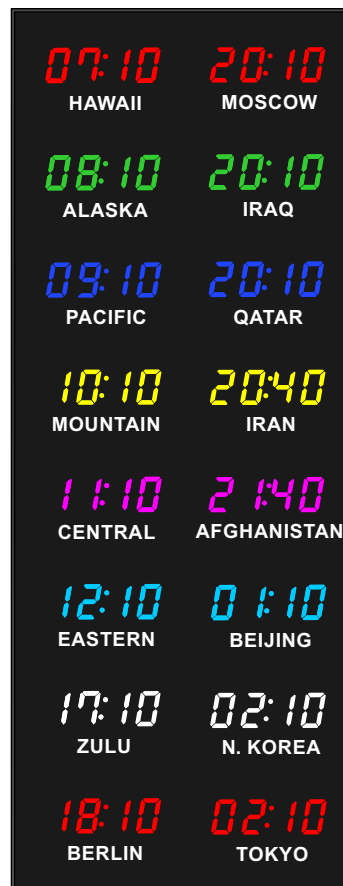 07:10 20:10
HAWAII MOSCOW
08:10 20:10
ALASKA IRAQ
09:10 20:10
PACIFIC QATAR
10:10 20:40
MOUNTAIN IRAN
11:10 21:40
CENTRAL AFGHANISTAN
12:10 01:10
EASTERN BEIJING
17:10 02:10
ZULU N. KOREA
18:10 02:10
BERLIN TOKYO